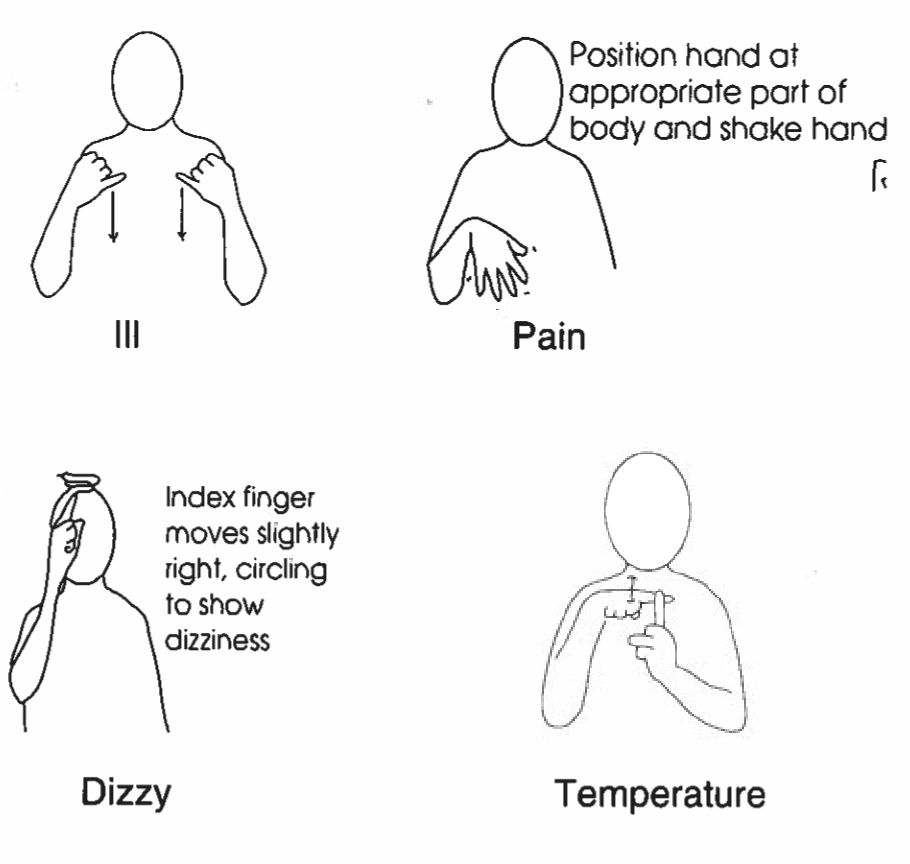 Position hand at
appropriate part of
body and shake hand
Ill
Pain
Index finger
moves slightly
right, circling
to show
dizziness
Dizzy
Temperature